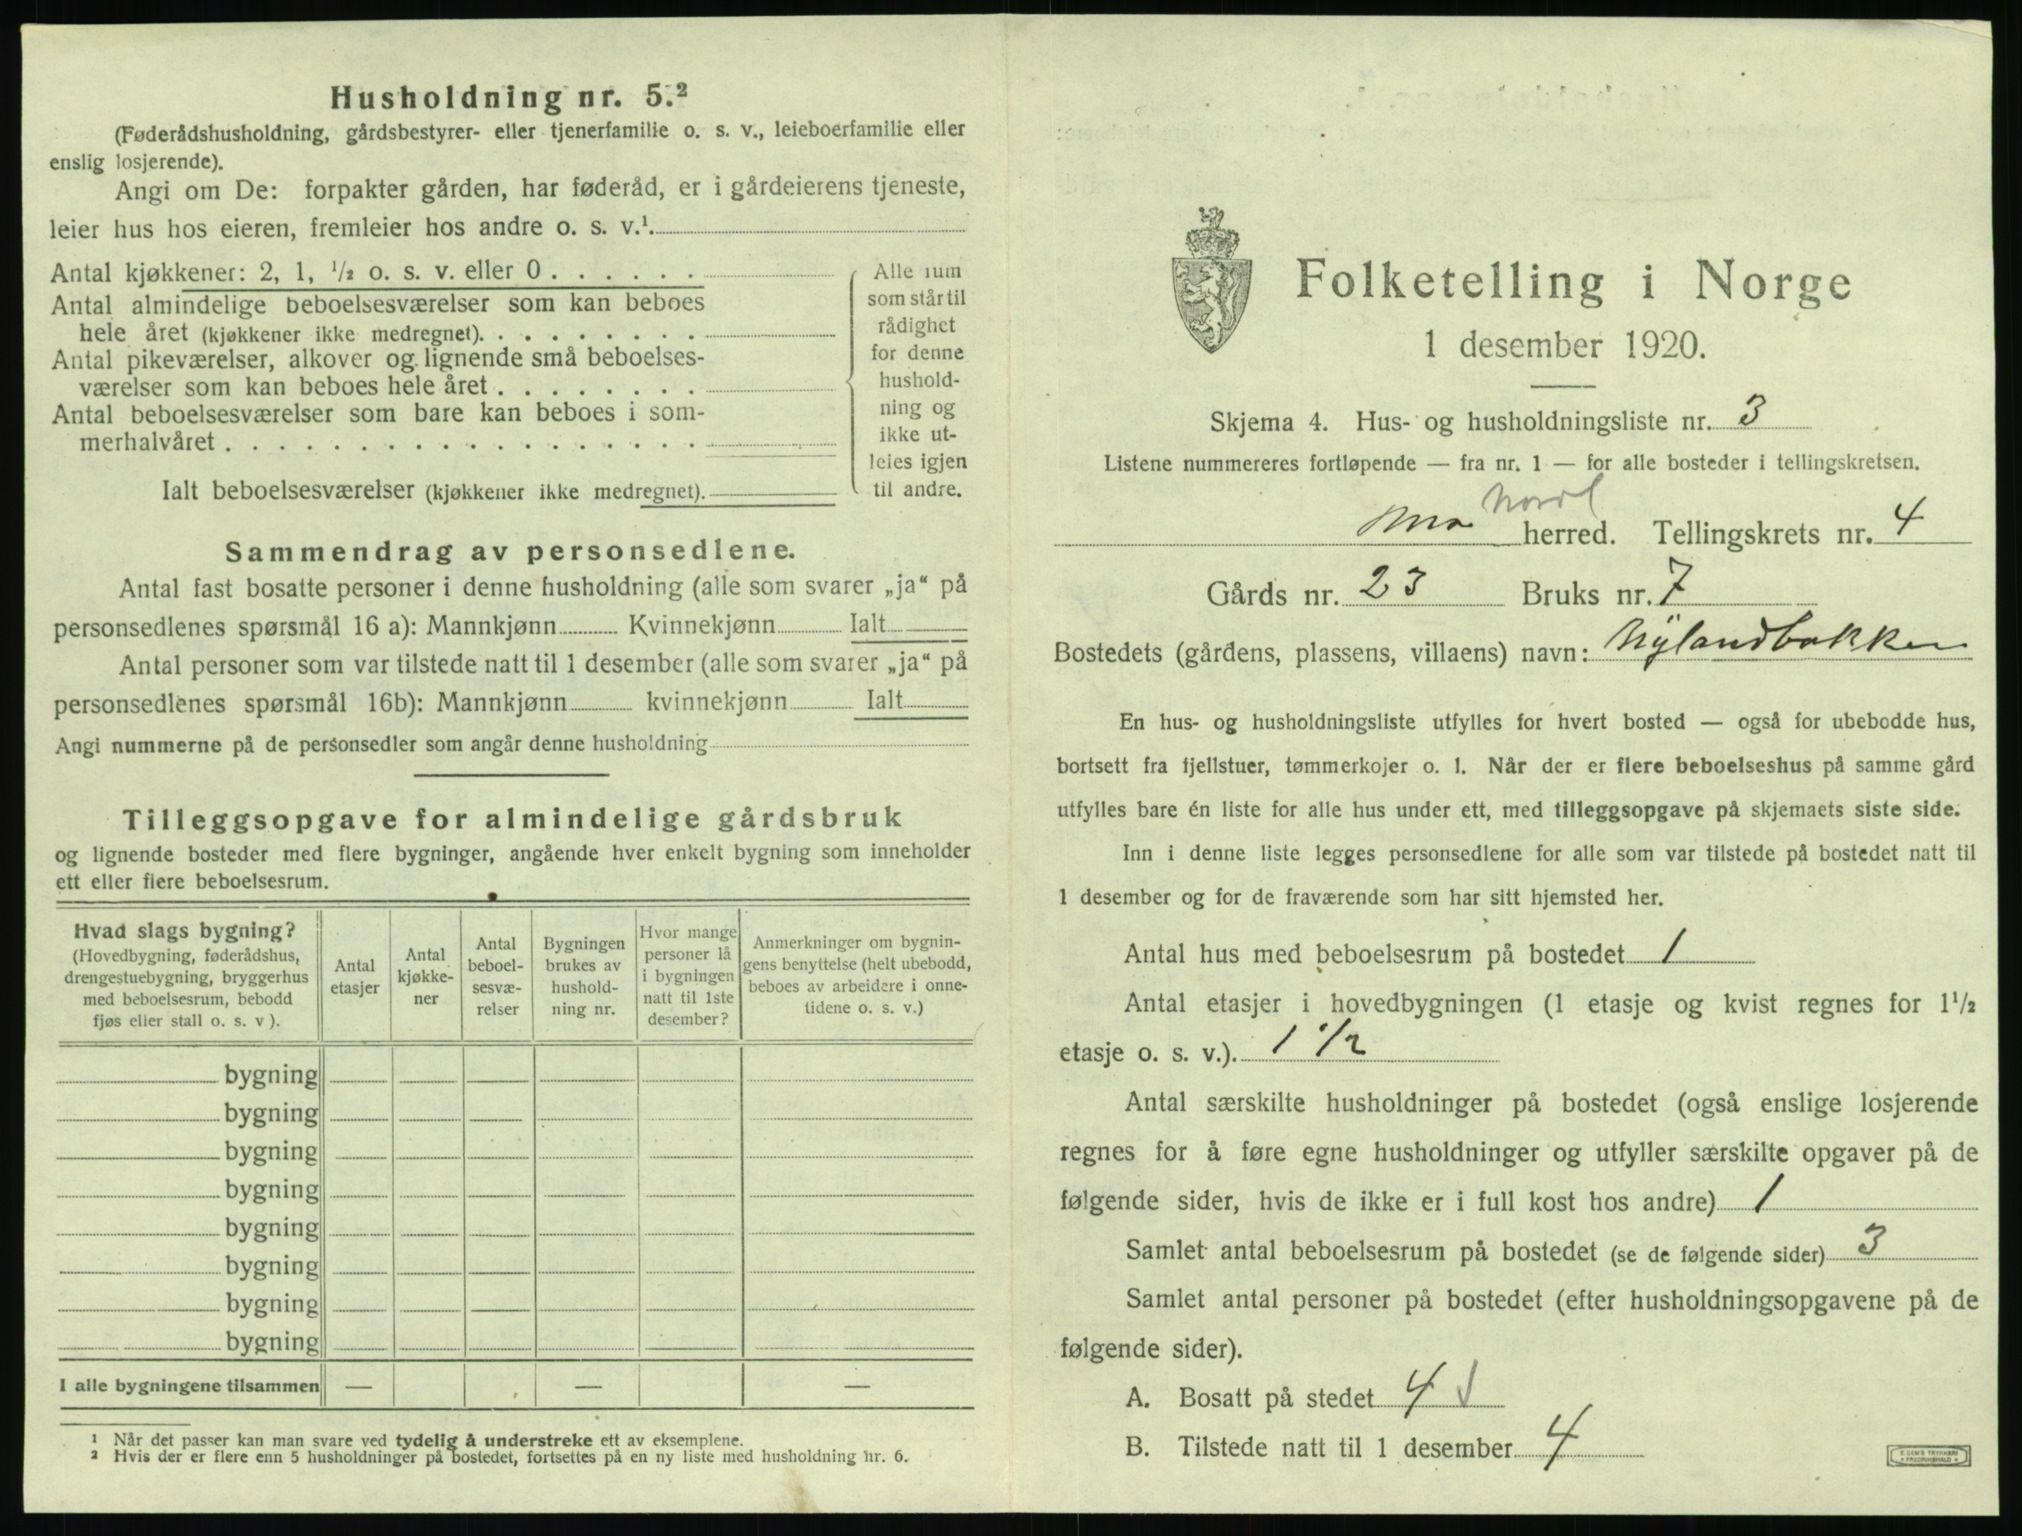 Husholdning nr. 5.²
(Føderådshusholdning, gårdsbestyrer- eller tjenerfamilie o. s. v., leieboerfamilie eller
enslig losjerende).
Angi om De: forpakter gården, har føderåd, er i gårdeierens tjeneste,
leier hus hos eieren, fremleier hos andre o. s. v.¹.
Antal kjøkkener: 2, 1, ½ o. s. v. eller 0 . . . . . .
Antal almindelige beboelsesværelser som kan beboes
hele året (kjøkkener ikke medregnet). . . . . . . . .
Antal pikeværelser, alkover og lignende små beboelses-
værelser som kan beboes hele året . . . . . . . .
Antal beboelsesværelser som bare kan beboes i som-
merhalvåret . . . . . . . . . . . . . . . . . .
Ialt beboelsesværelser (kjøkkener ikke medregnet).
Alle rum
som står til
rådighet
for denne
hushold-
ning og
ikke ut-
leies igjen
til andre.
Sammendrag av personsedlene.
Antal fast bosatte personer i denne husholdning (alle som svarer „ja“ på
personsedlenes spørsmål 16 a): Mannkjønn Kvinnekjønn Ialt
Antal personer som var tilstede natt til 1 desember (alle som svarer „ja“ på
personsedlenes spørsmål 16b): Mannkjønn kvinnekjønn Ialt
Angi nummerne på de personsedler som angår denne husholdning
Tilleggsopgave for almindelige gårdsbruk
og lignende bosteder med flere bygninger, angående hver enkelt bygning som inneholder
ett eller flere beboelsesrum.
Hvad slags bygning?
(Hovedbygning, føderådshus,
drengestuebygning, bryggerhus
med beboelsesrum, bebodd
fjøs eller stall o. s. v ).
Antal
etasjer
Antal
kjøkke-
ner
Antal
beboel-
sesvæ-
relser
Bygningen
brukes av
hushold-
ning nr.
Hvor mange
personer lå
i bygningen
natt til 1ste
desember?
Anmerkninger om bygnin-
gens benyttelse (helt ubebodd,
beboes av arbeidere i onne-
tidene o. s. v.)
bygning
bygning
bygning
bygning
bygning
bygning
bygning
bygning
I alle bygningene tilsammen — — —
¹ Når det passer kan man svare ved tydelig å understreke ett av eksemplene.
² Hvis der er flere enn 5 husholdninger på bostedet, fortsettes på en ny liste med husholdning nr. 6.
Folketelling i Norge
1 desember 1920.
Skjema 4. Hus- og husholdningsliste nr. 3
Listene nummereres fortløpende — fra nr. 1 — for alle bosteder i tellingskretsen.
Nord
Mo herred. Tellingskrets nr. 4
Gårds nr. 23 Bruks nr. 7
Bostedets (gårdens, plassens, villaens) navn: Nylandbakken
En hus- og husholdningsliste utfylles for hvert bosted — også for ubebodde hus,
bortsett fra fjellstuer, tømmerkojer o. l. Når der er flere beboelseshus på samme gård
utfylles bare én liste for alle hus under ett, med tilleggsopgave på skjemaets siste side.
Inn i denne liste legges personsedlene for alle som var tilstede på bostedet natt til
1 desember og for de fraværende som har sitt hjemsted her.
Antal hus med beboelsesrum på bostedet 1
Antal etasjer i hovedbygningen (1 etasje og kvist regnes for 1½
etasje o. s. v.). 1 ½
Antal særskilte husholdninger på bostedet (også enslige losjerende
regnes for å føre egne husholdninger og utfyller særskilte opgaver på de
følgende sider, hvis de ikke er i full kost hos andre) 1
Samlet antal beboelsesrum på bostedet (se de følgende sider) 3
Samlet antal personer på bostedet (efter husholdningsopgavene på de
følgende sider).
A. Bosatt på stedet 4
B. Tilstede natt til 1 desember 4